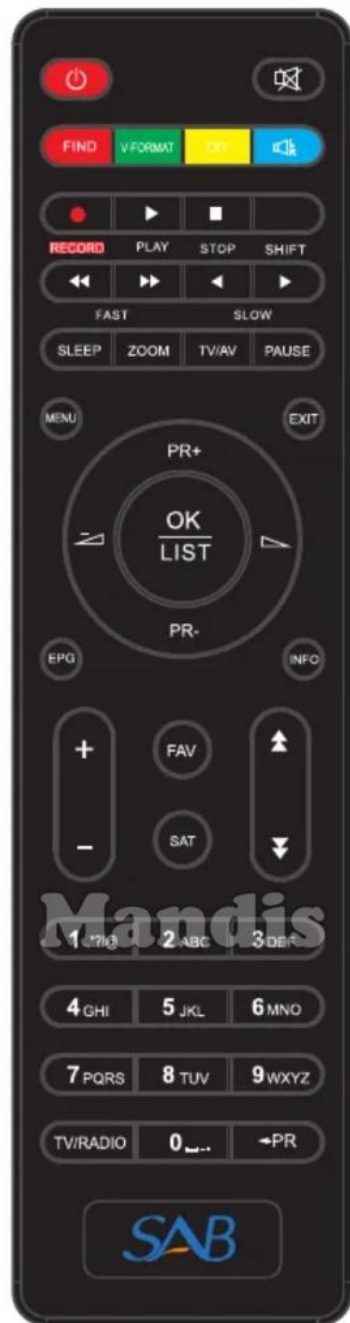 FIND V-FORMAT TXT
RECORD PLAY STOP SHIFT
FAST SLOW
SLEEP ZOOM TV/AV PAUSE
MENU EXIT
PR+
OK
LIST
PR-
EPG INFO
+ FAV
- SAT
Mandis
1 .*?!@ 2 ABC 3 DEF
4 GHI 5 JKL 6 MNO
7 PQRS 8 TUV 9 WXYZ
TV/RADIO 0 ⎵-. PR
SAB